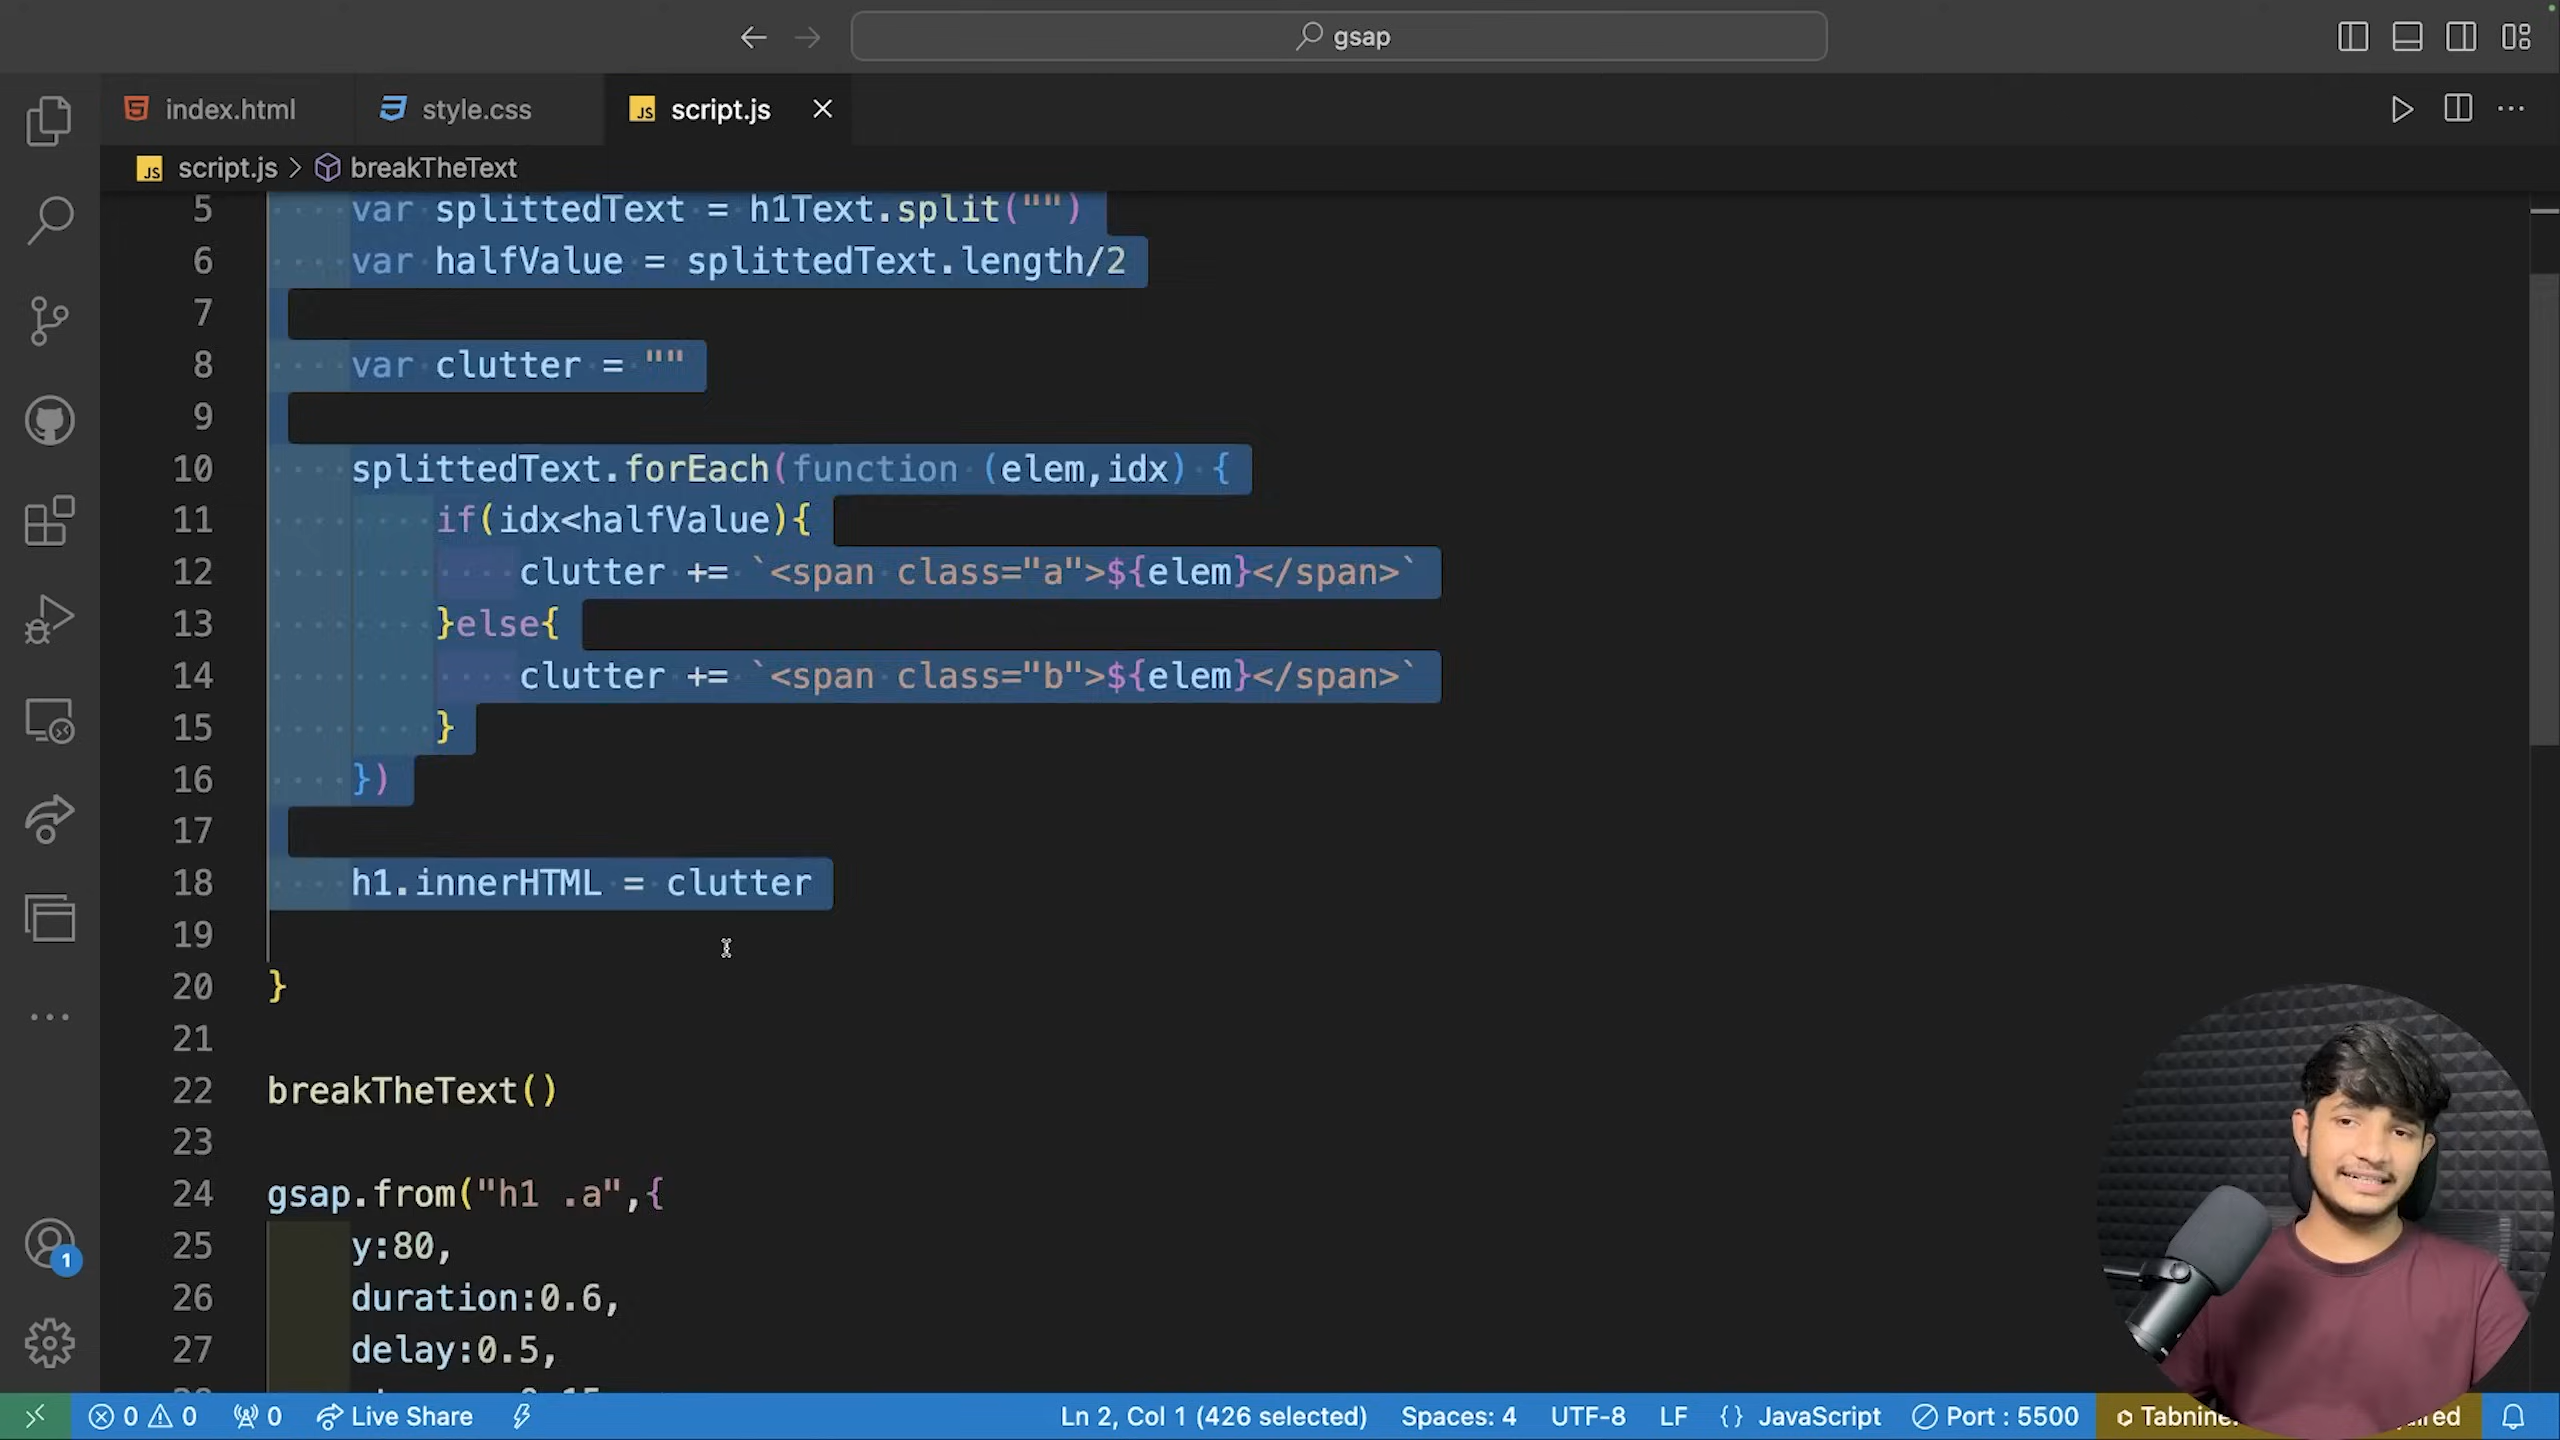 gsap
index.html style.css script.js
script.js > breakTheText
5 var splittedText = h1Text.split("")
6 var halfValue = splittedText.length/2
7
8 var clutter = ""
9
10 splittedText.forEach(function (elem,idx) {
11 if(idx<halfValue){
12 clutter += `<span class="a">${elem}</span>`
13 }else{
14 clutter += `<span class="b">${elem}</span>`
15 }
16 })
17
18 h1.innerHTML = clutter
19
20 }
21
22 breakTheText()
23
24 gsap.from("h1 .a",{
25 y:80,
26 duration:0.6,
27 delay:0.5,
1
0 0 0 Live Share Ln 2, Col 1 (426 selected) Spaces: 4 UTF-8 LF {} JavaScript Port : 5500 Tabnine: